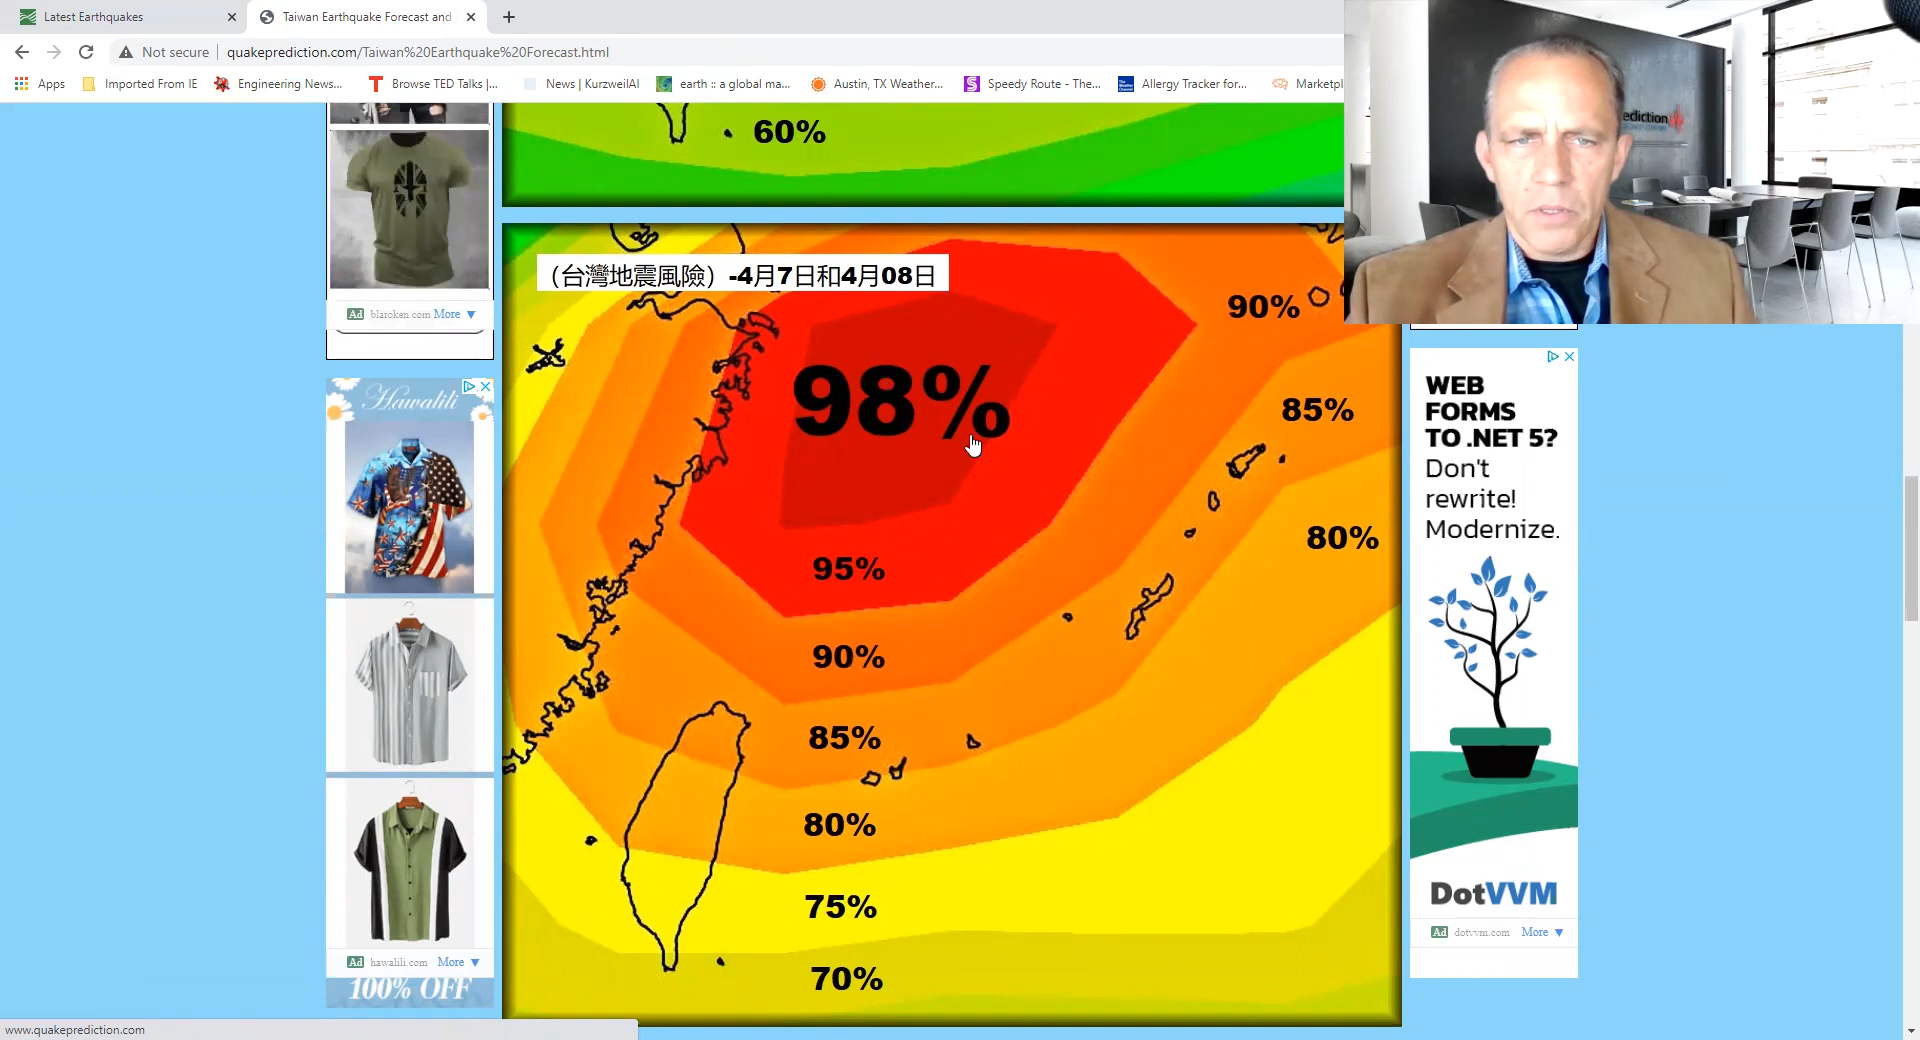 Latest Earthquakes
Taiwan Earthquake Forecast and
Not secure
quakeprediction.com/Taiwan%20Earthquake%20Forecast.html
Apps
Imported From IE
Engineering News...
Browse TED Talks |...
News | KurzweilAI
earth :: a global ma...
Austin, TX Weather...
Speedy Route - The...
Allergy Tracker for...
Marketpl
ediction
60%
（台灣地震風險）-4月7日和4月08日
90%
98%
85%
80%
95%
90%
85%
80%
75%
70%
Ad blaroken.com More
Hawalili
Ad hawalili.com More
100% OFF
WEB
FORMS
TO .NET 5?
Don't
rewrite!
Modernize.
DotVVM
Ad dotvvm.com More
www.quakeprediction.com